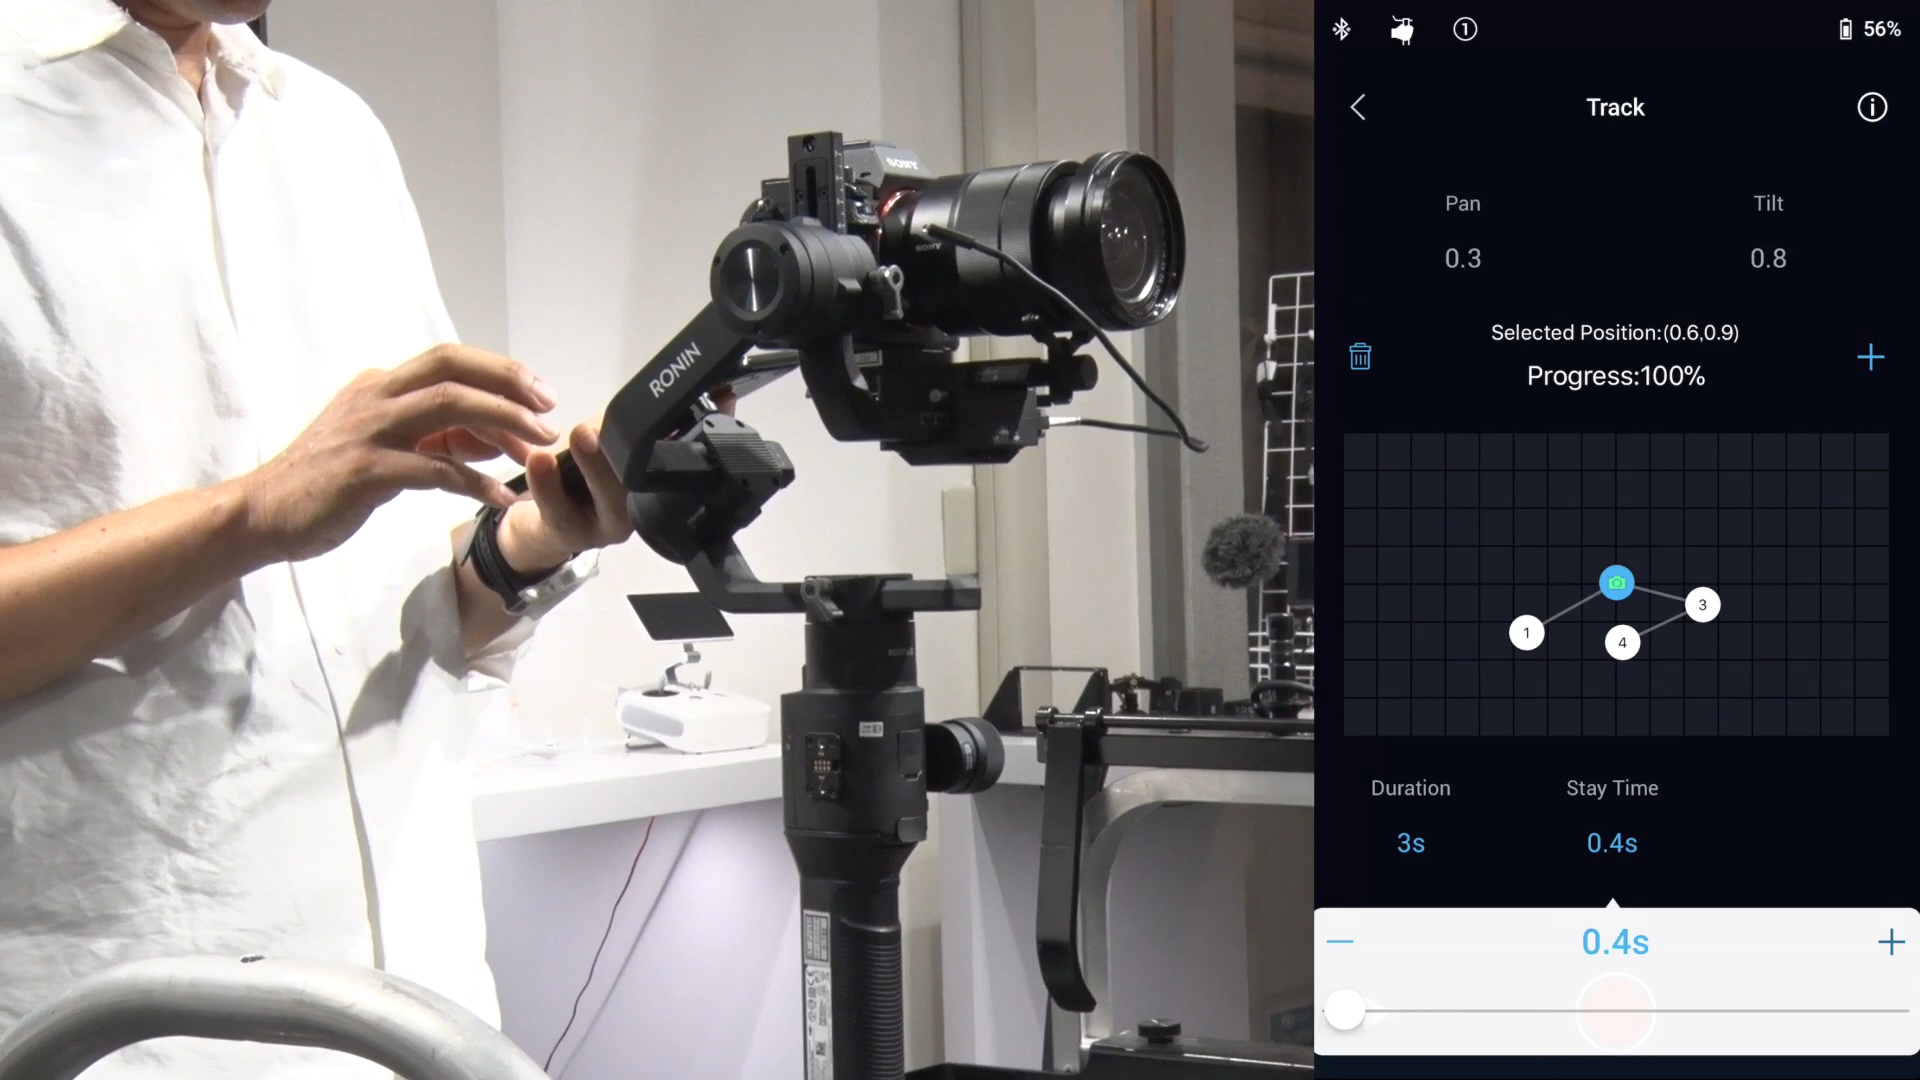 SONY
SONY
RONIN
1
56%
Track
Pan
Tilt
0.3
0.8
Selected Position:(0.6,0.9)
Progress:100%
3
1
4
Duration
Stay Time
3s
0.4s
0.4s